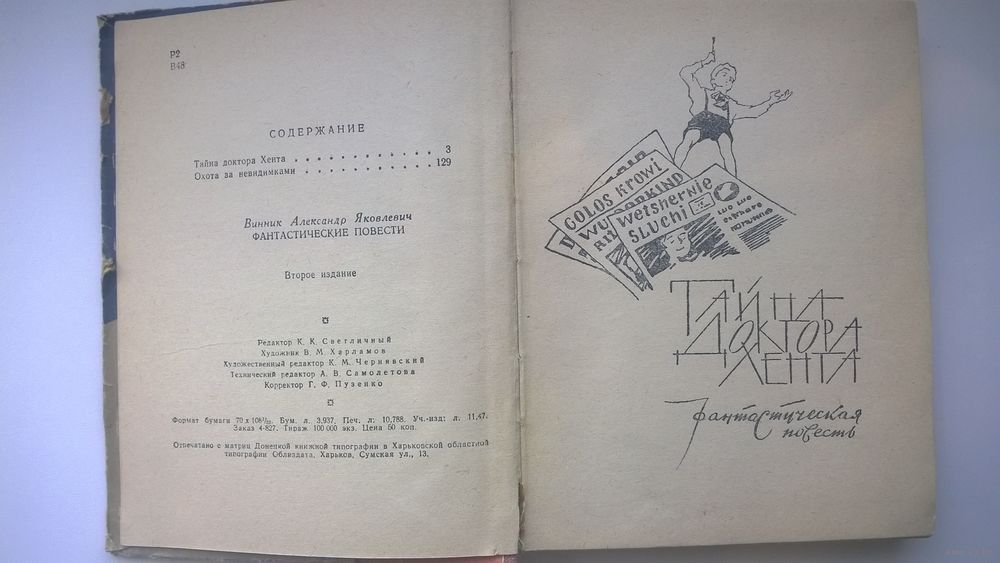 Р2
В48
СОДЕРЖАНИЕ
Тайна доктора Хента . . . . . . . . . . . . 3
Охота за невидимками . . . . . . . . . . . 129
Винник Александр Яковлевич
ФАНТАСТИЧЕСКИЕ ПОВЕСТИ
Второе издание
Редактор К. К. Светличный
Художник В. М. Харламов
Художественный редактор К. М. Чернявский
Технический редактор А. В. Самолетова
Корректор Г. Ф. Пузенко
Формат бумаги 70 x 108¹/₃₂. Бум. л. 3,937. Печ. л: 10,788. Уч.-изд: л. 11,47.
Заказ 4-827. Тираж 100 000 экз. Цена 50 коп.
Отпечатано с матриц Донецкой книжной типографии в Харьковской областной
типографии Облиздата, Харьков, Сумская ул., 13.
GOLOS krowi
wetshernie
SLUCHI
ТАЙНА
ДОКТОРА
ХЕНТА
фантастическая
повесть